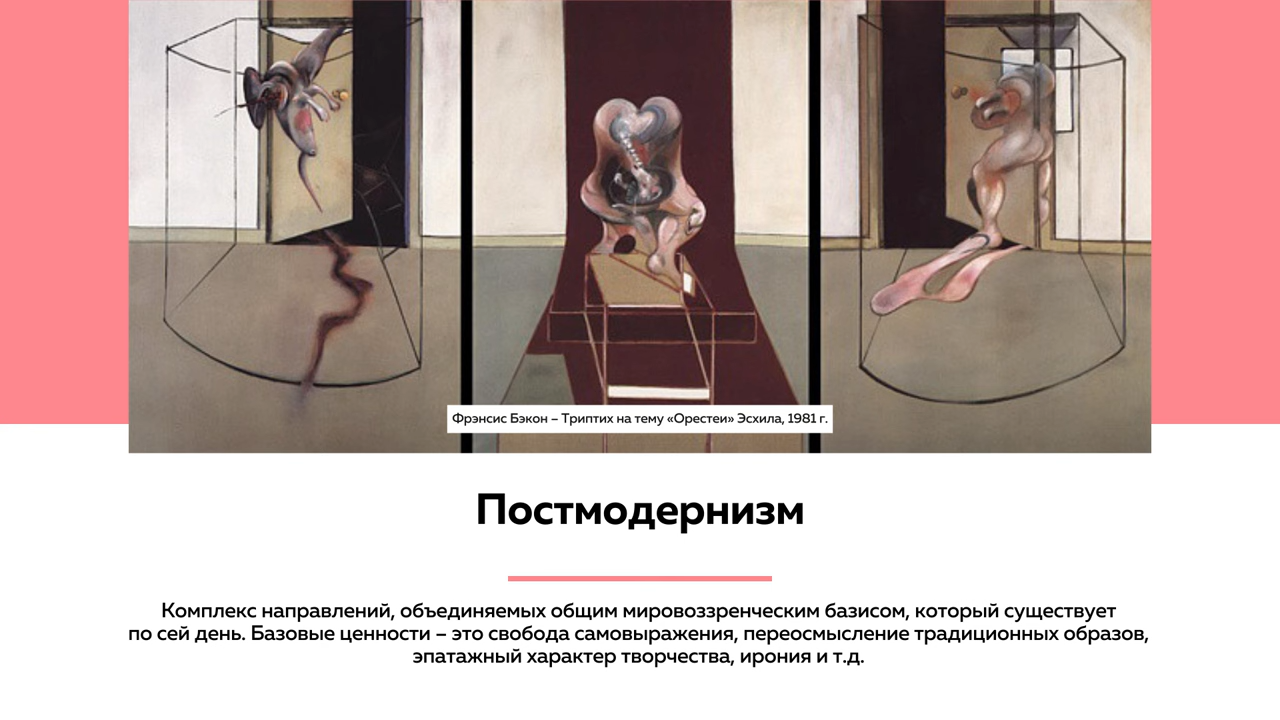 Фрэнсис Бэкон – Триптих на тему «Орестеи» Эсхила, 1981 г.
Постмодернизм
Комплекс направлений, объединяемых общим мировоззренческим базисом, который существует
по сей день. Базовые ценности – это свобода самовыражения, переосмысление традиционных образов,
эпатажный характер творчества, ирония и т.д.